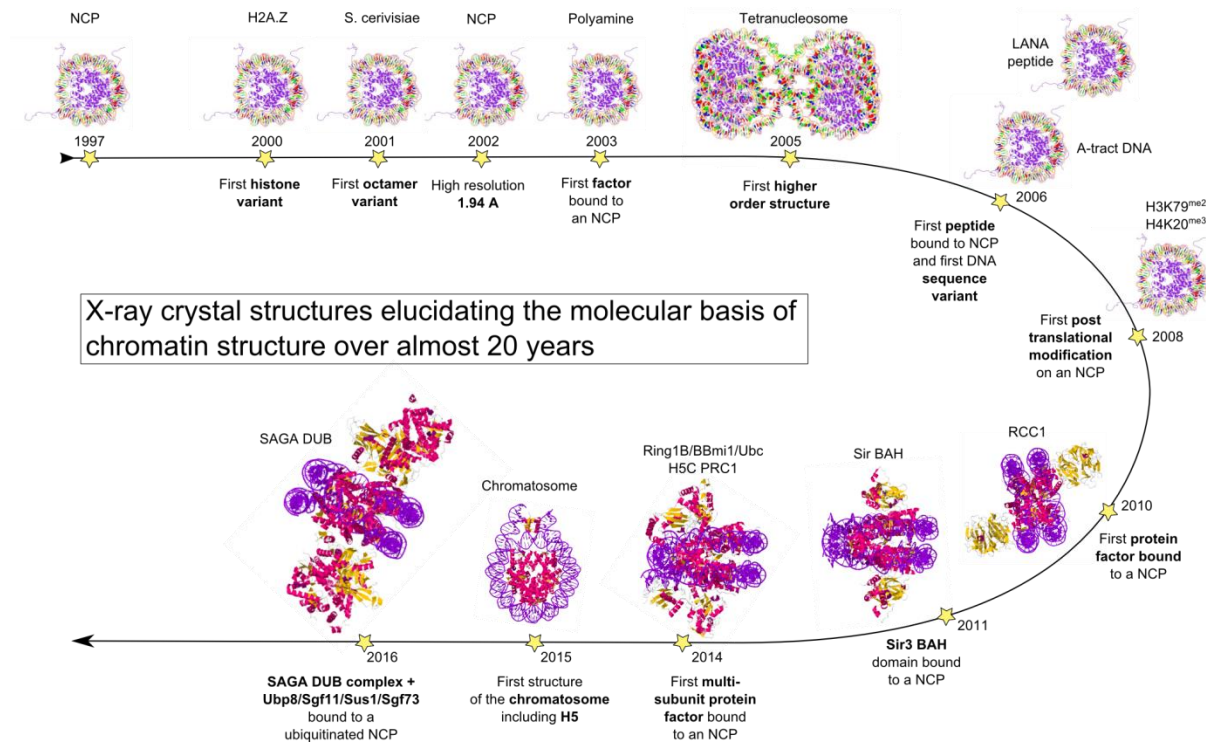 NCP
1997
H2A.Z
2000
First histone
variant
S. cerivisiae
2001
First octamer
variant
NCP
2002
High resolution
1.94 A
Polyamine
2003
First factor
bound to
an NCP
Tetranucleosome
2005
First higher
order structure
LANA
peptide
A-tract DNA
2006
First peptide
bound to NCP
and first DNA
sequence
variant
H3K79me2
H4K20me3
2008
First post
translational
modification
on an NCP
X-ray crystal structures elucidating the molecular basis of
chromatin structure over almost 20 years
RCC1
2010
First protein
factor bound
to a NCP
Sir BAH
2011
Sir3 BAH
domain bound
to a NCP
Ring1B/BBmi1/Ubc
H5C PRC1
2014
First multi-
subunit protein
factor bound
to an NCP
Chromatosome
2015
First structure
of the chromatosome
including H5
SAGA DUB
2016
SAGA DUB complex +
Ubp8/Sgf11/Sus1/Sgf73
bound to a
ubiquitinated NCP